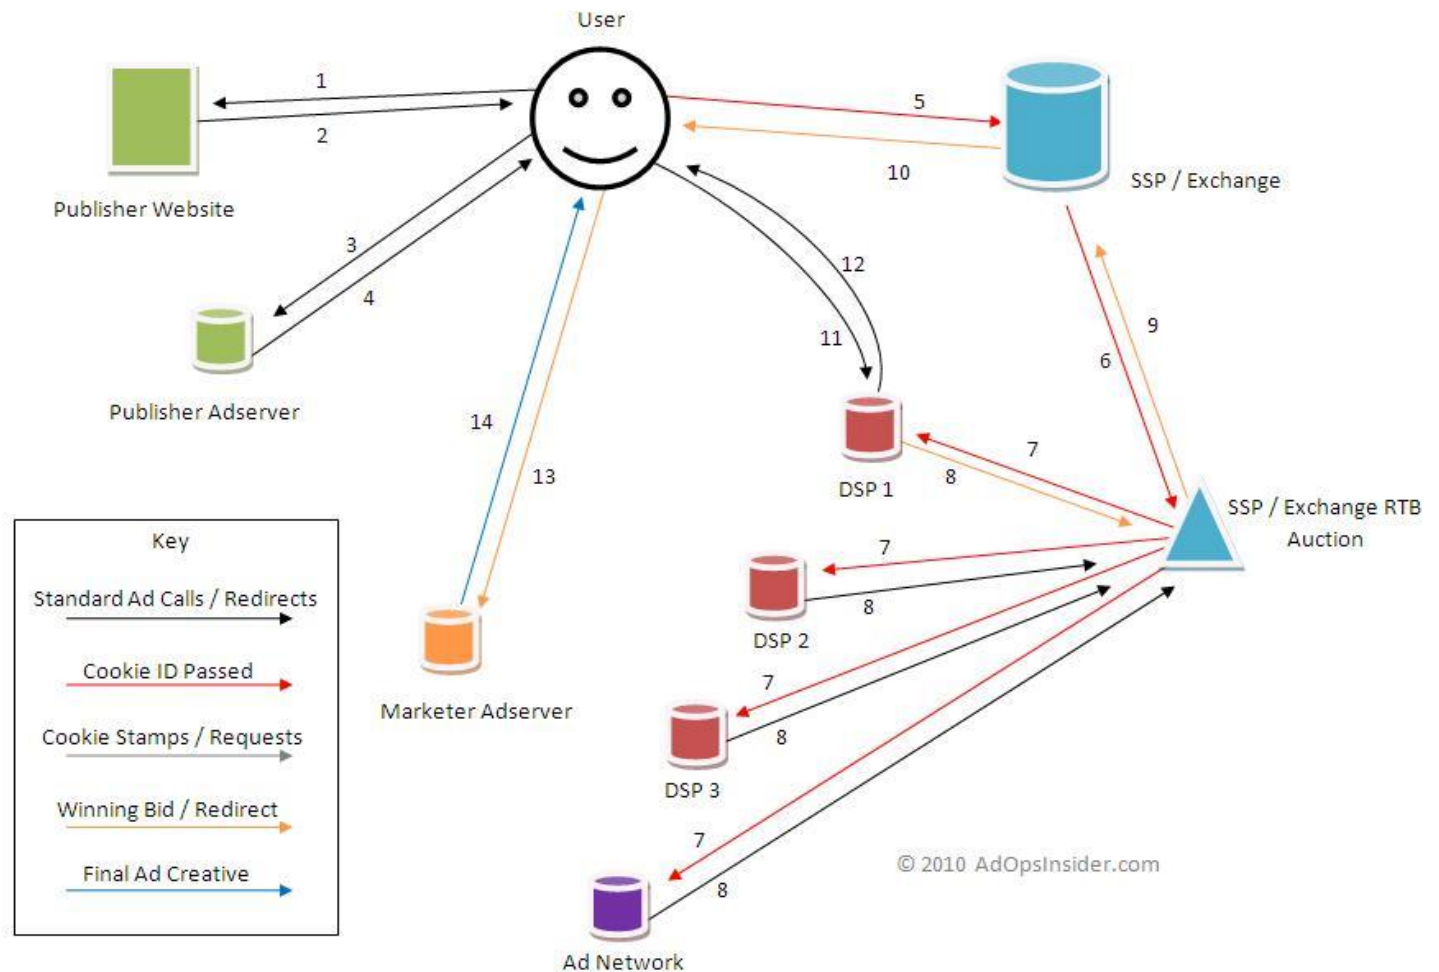 User
1
5
2
10
SSP / Exchange
Publisher Website
3
12
4
9
11
6
Publisher Adserver
14
7
13
8
DSP 1
SSP / Exchange RTB
Auction
Key
7
Standard Ad Calls / Redirects
8
DSP 2
Cookie ID Passed
7
Marketer Adserver
Cookie Stamps / Requests
8
DSP 3
Winning Bid / Redirect
7
© 2010 AdOpsInsider.com
Final Ad Creative
8
Ad Network